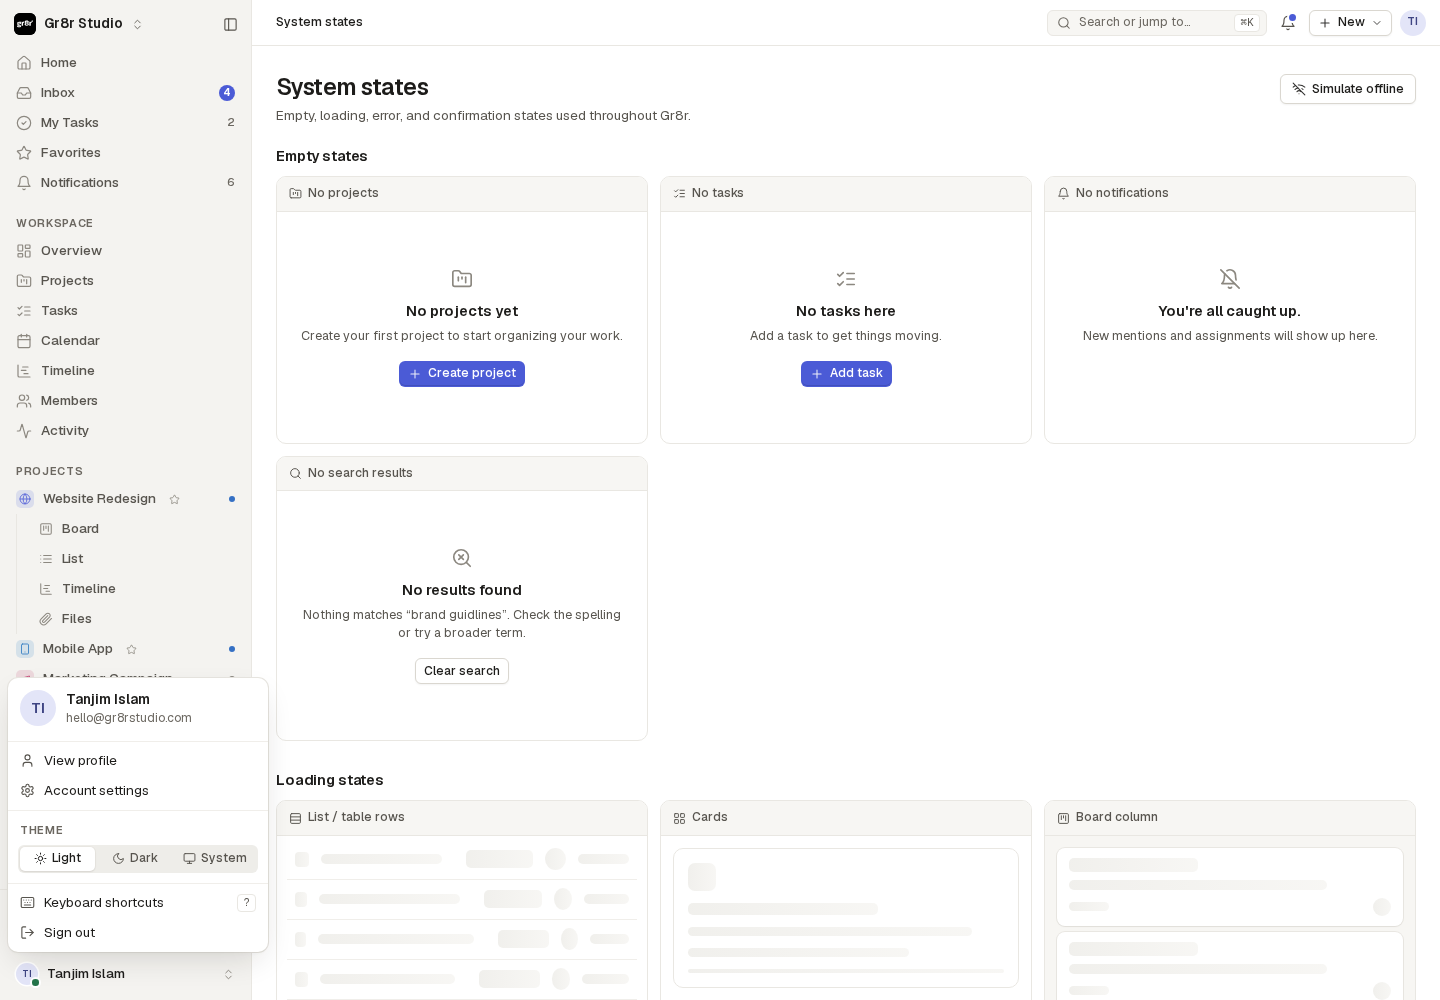 gr8r
Gr8r Studio
Home
Inbox
4
My Tasks
2
Favorites
Notifications
6
WORKSPACE
Overview
Projects
Tasks
Calendar
Timeline
Members
Activity
PROJECTS
Website Redesign
Board
List
Timeline
Files
Mobile App
Marketing Campaign
TI
Tanjim Islam
hello@gr8rstudio.com
View profile
Account settings
THEME
Light
Dark
System
Keyboard shortcuts
?
Sign out
TI
Tanjim Islam
System states
Search or jump to...
⌘K
New
TI
System states
Simulate offline
Empty, loading, error, and confirmation states used throughout Gr8r.
Empty states
No projects
No projects yet
Create your first project to start organizing your work.
Create project
No tasks
No tasks here
Add a task to get things moving.
Add task
No notifications
You're all caught up.
New mentions and assignments will show up here.
No search results
No results found
Nothing matches “brand guidlines”. Check the spelling
or try a broader term.
Clear search
Loading states
List / table rows
Cards
Board column